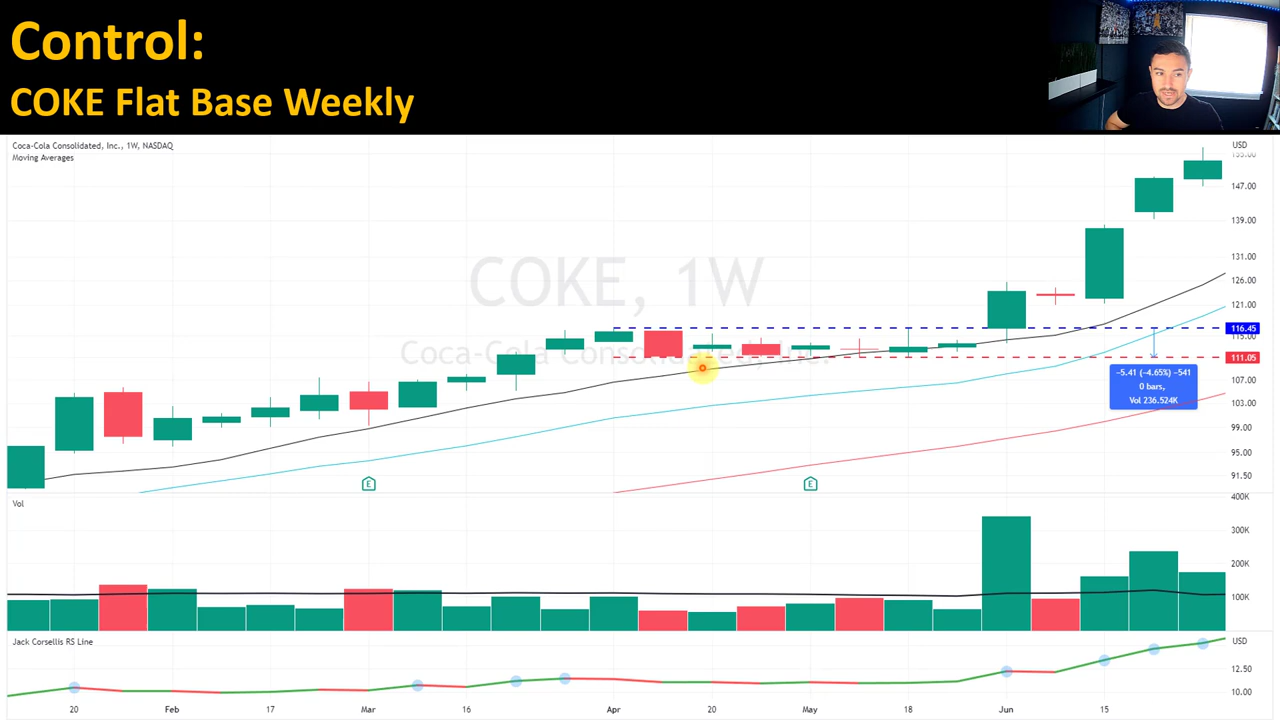 Control:
COKE Flat Base Weekly
Coca-Cola Consolidated, Inc., 1W, NASDAQ
Moving Averages
USD
155.00
147.00
139.00
131.00
126.00
121.00
116.45
115.00
111.05
107.00
103.00
99.00
95.00
91.50
COKE, 1W
Coca-Cola Consolidated, Inc.
−5.41 (−4.65%) −541
0 bars,
Vol 236.524K
E
E
Vol
400K
300K
200K
100K
Jack Corsellis RS Line
USD
12.50
10.00
20
Feb
17
Mar
16
Apr
20
May
18
Jun
15